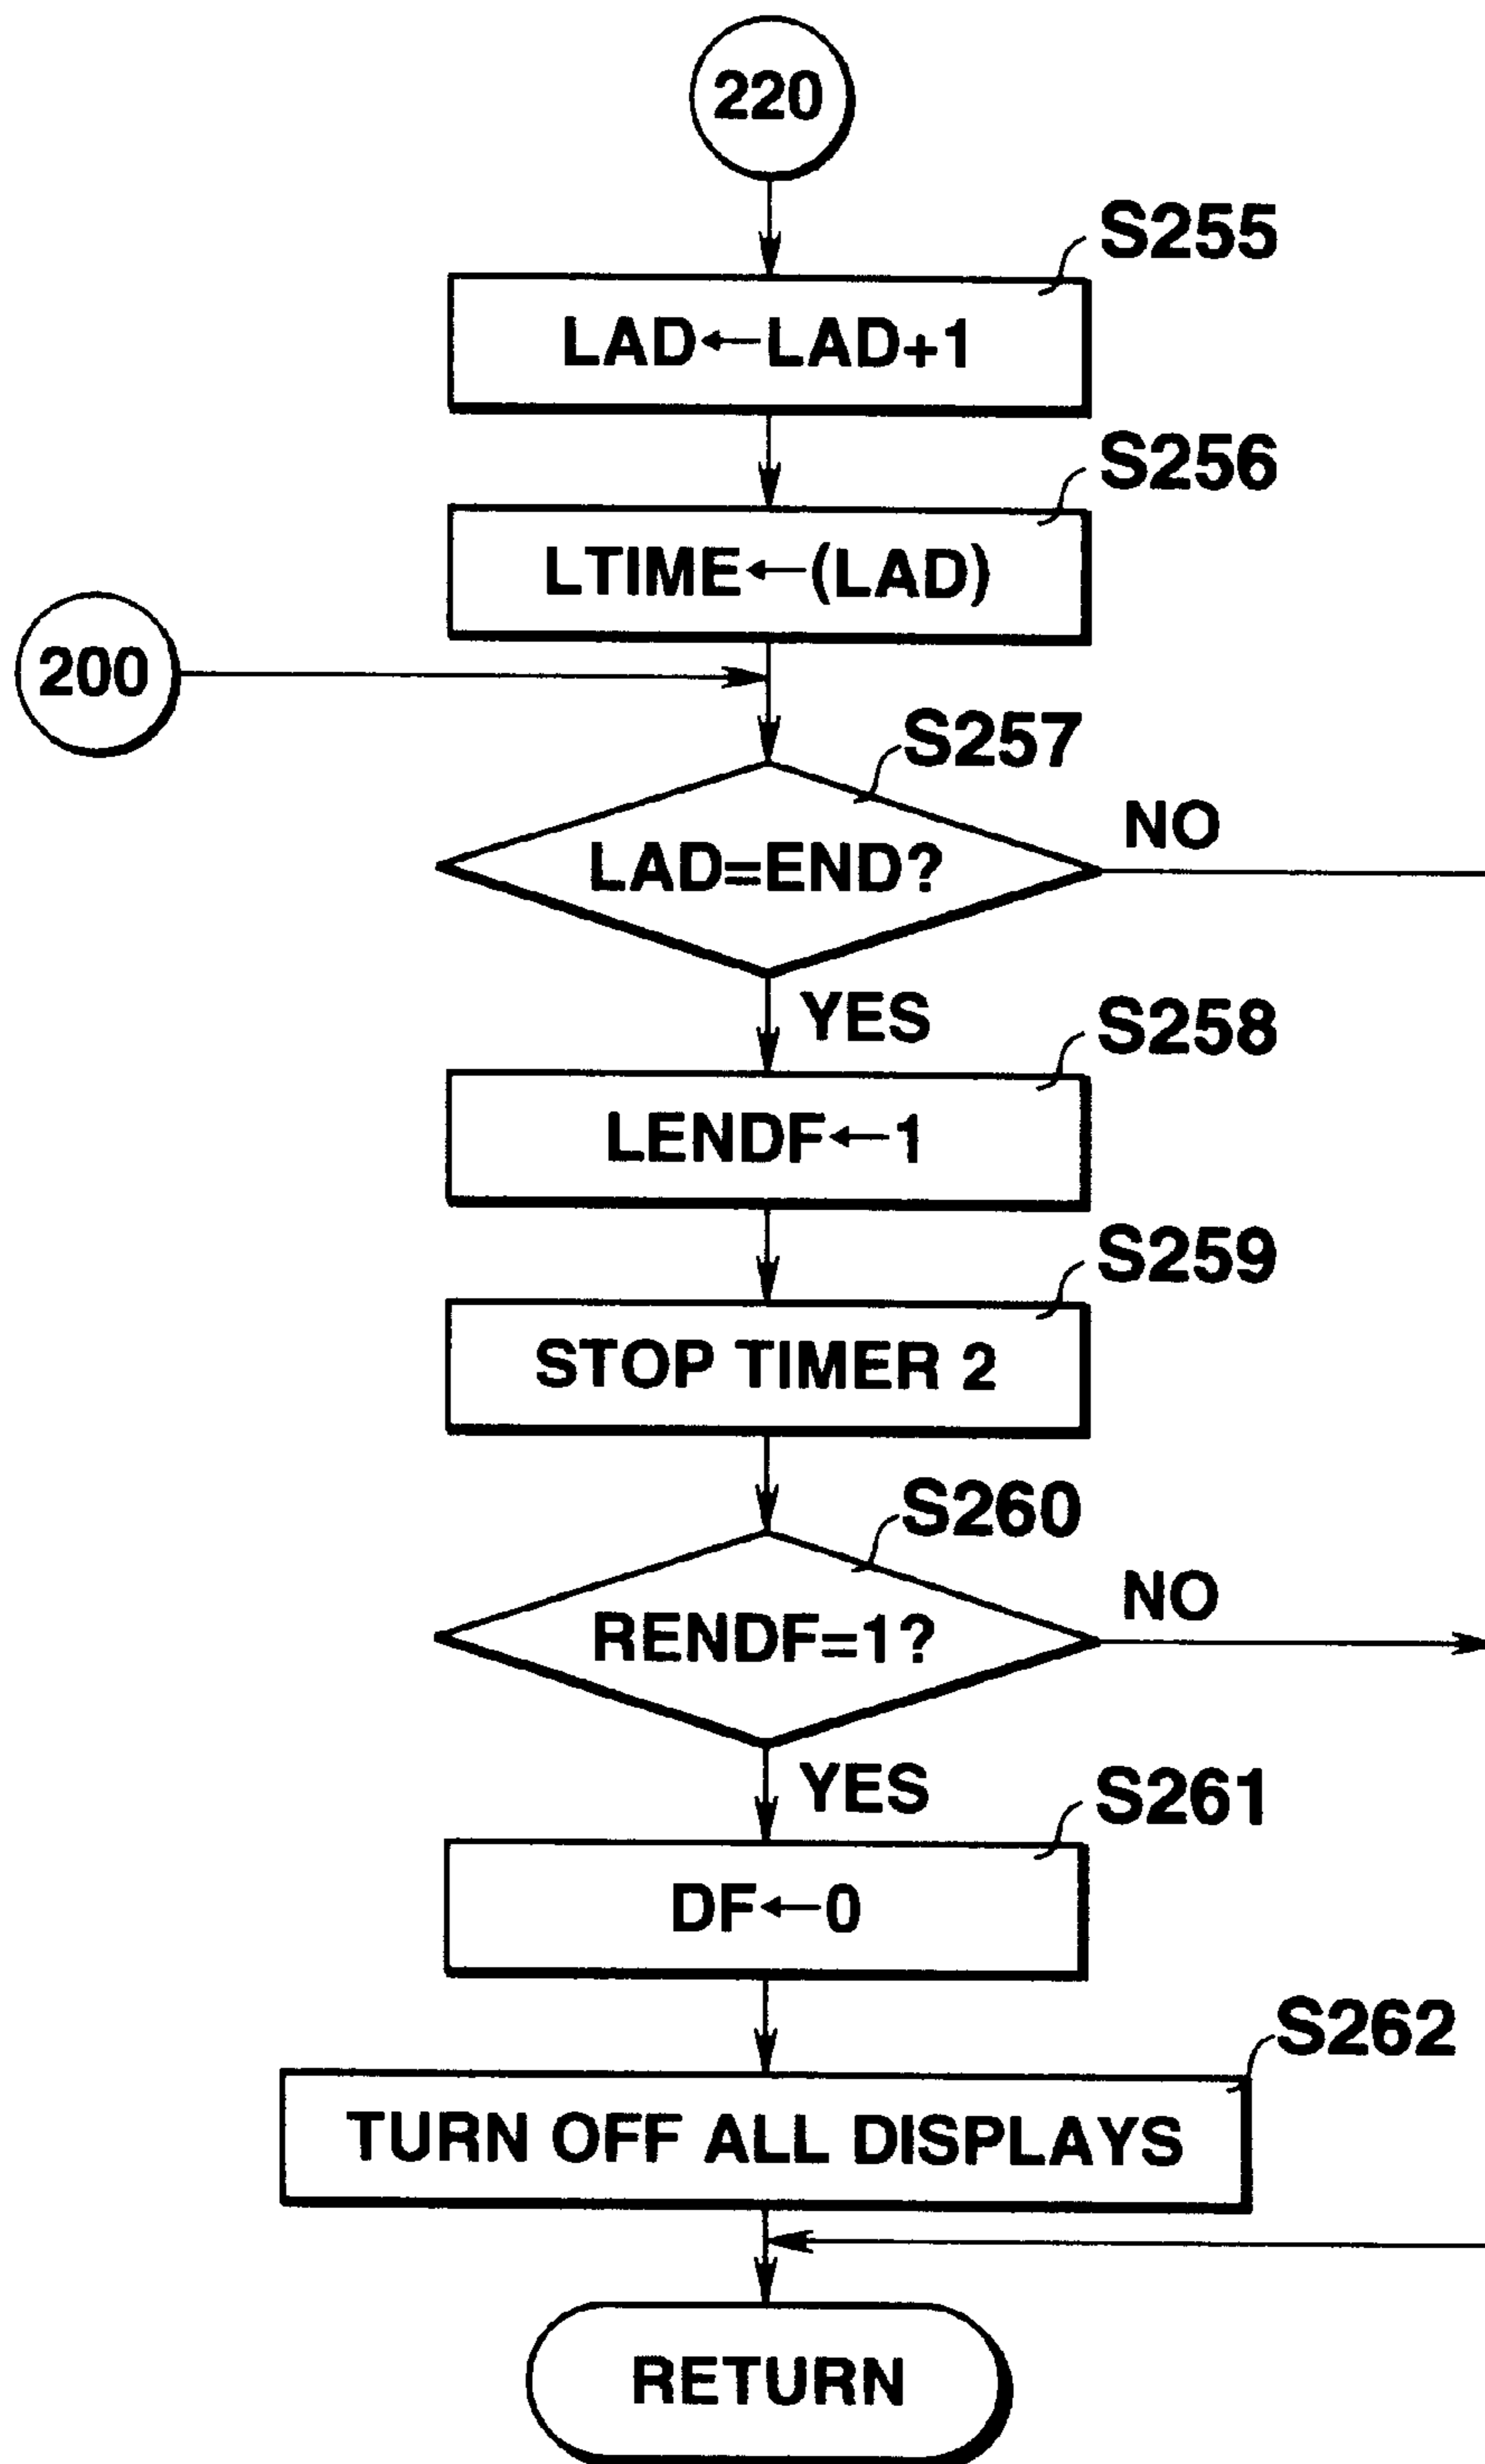 220
S255
LAD←LAD+1
S256
LTIME←(LAD)
200
S257
LAD=END?
NO
YES
S258
LENDF←1
S259
STOP TIMER 2
S260
RENDF=1?
NO
YES
S261
DF←0
S262
TURN OFF ALL DISPLAYS
RETURN